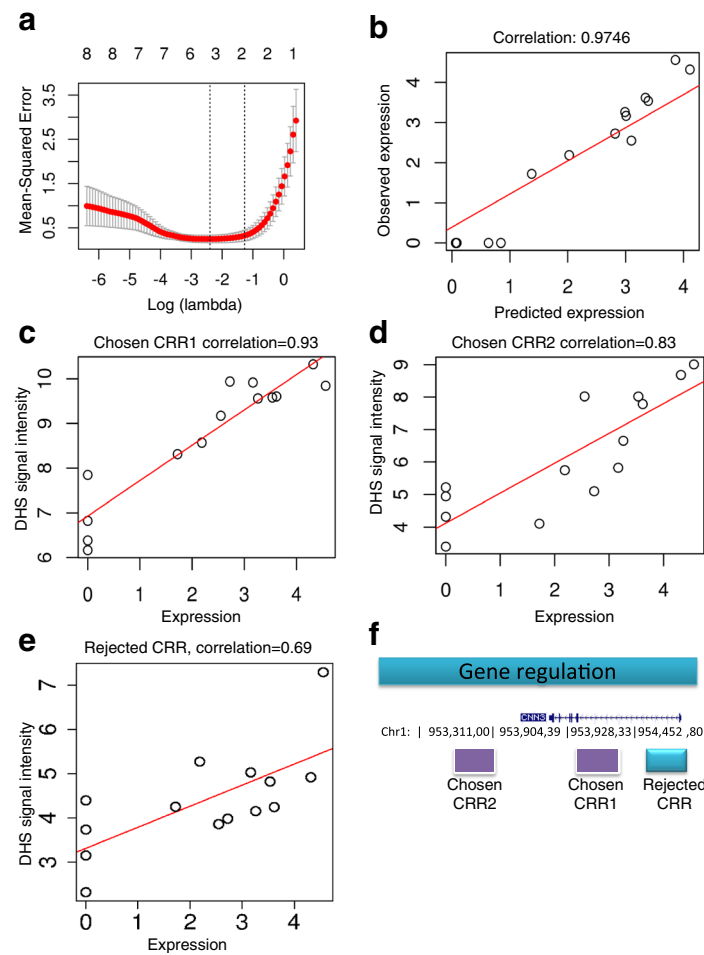 a
8 8 7 7 6 3 2 2 1
Mean-Squared Error
3.5
2.5
1.5
0.5
-6 -5 -4 -3 -2 -1 0
Log (lambda)
b
Correlation: 0.9746
Observed expression
4
3
2
1
0
0 1 2 3 4
Predicted expression
c
Chosen CRR1 correlation=0.93
DHS signal intensity
10
9
8
7
6
0 1 2 3 4
Expression
d
Chosen CRR2 correlation=0.83
DHS signal intensity
9
8
7
6
5
4
0 1 2 3 4
Expression
e
Rejected CRR, correlation=0.69
DHS signal intensity
7
6
5
4
3
0 1 2 3 4
Expression
f
Gene regulation
CNN3
Chr1: | 953,311,00| 953,904,39 |953,928,33|954,452 ,80
Chosen CRR2
Chosen CRR1
Rejected CRR